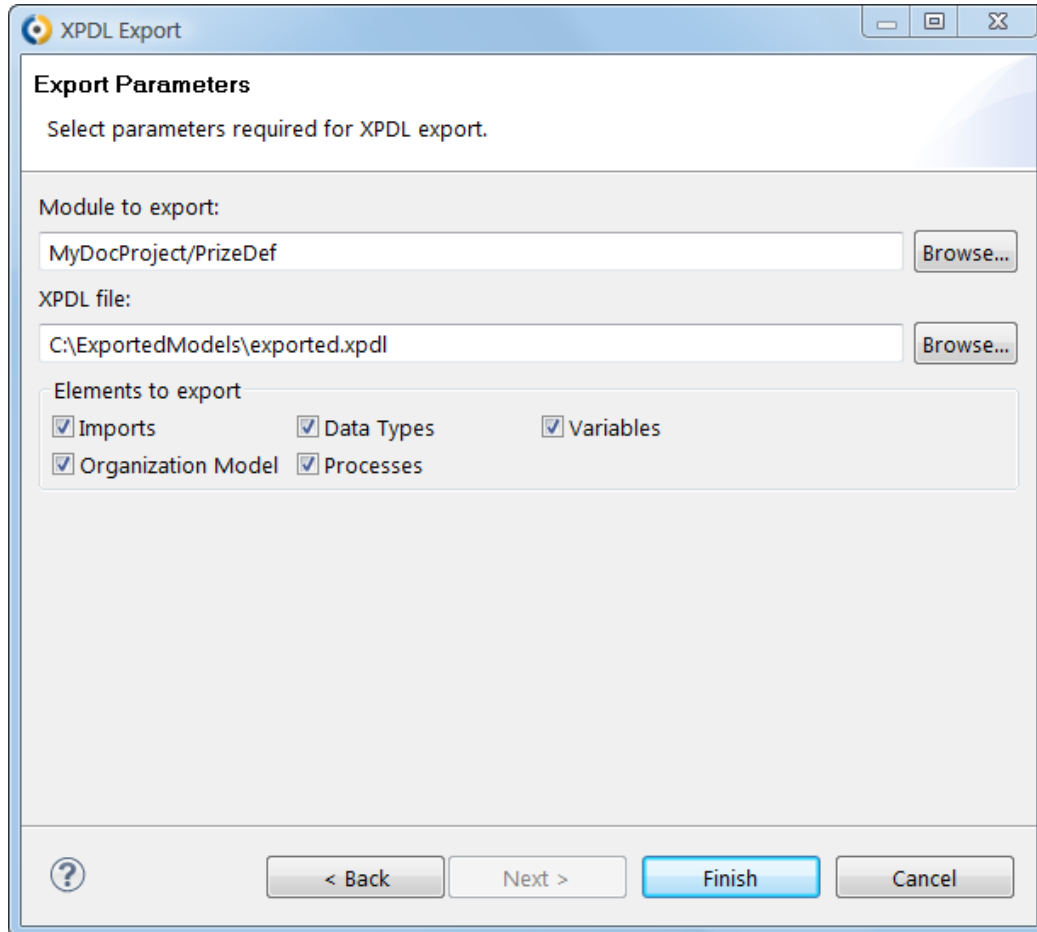 XPDL Export
Export Parameters
Select parameters required for XPDL export.
Module to export:
MyDocProject/PrizeDef Browse...
XPDL file:
C:\ExportedModels\exported.xpdl Browse...
Elements to export
Imports Data Types Variables
Organization Model Processes
? < Back Next > Finish Cancel